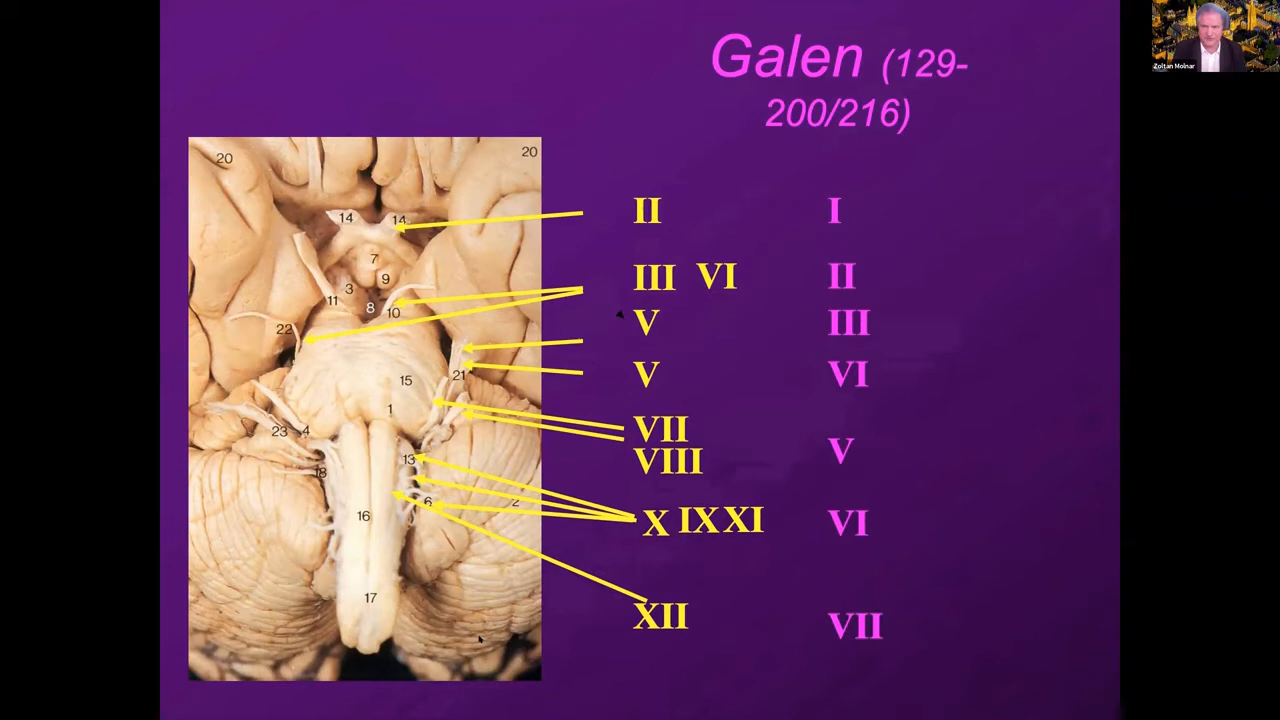 Galen (129-
200/216)
Zoltan Molnar
20
20
14
14
7
9
3
11
8
10
22
21
15
1
23
4
13
18
6
2
16
17
II I
III VI II
V III
V VI
VII
VIII V
X IX XI VI
XII VII